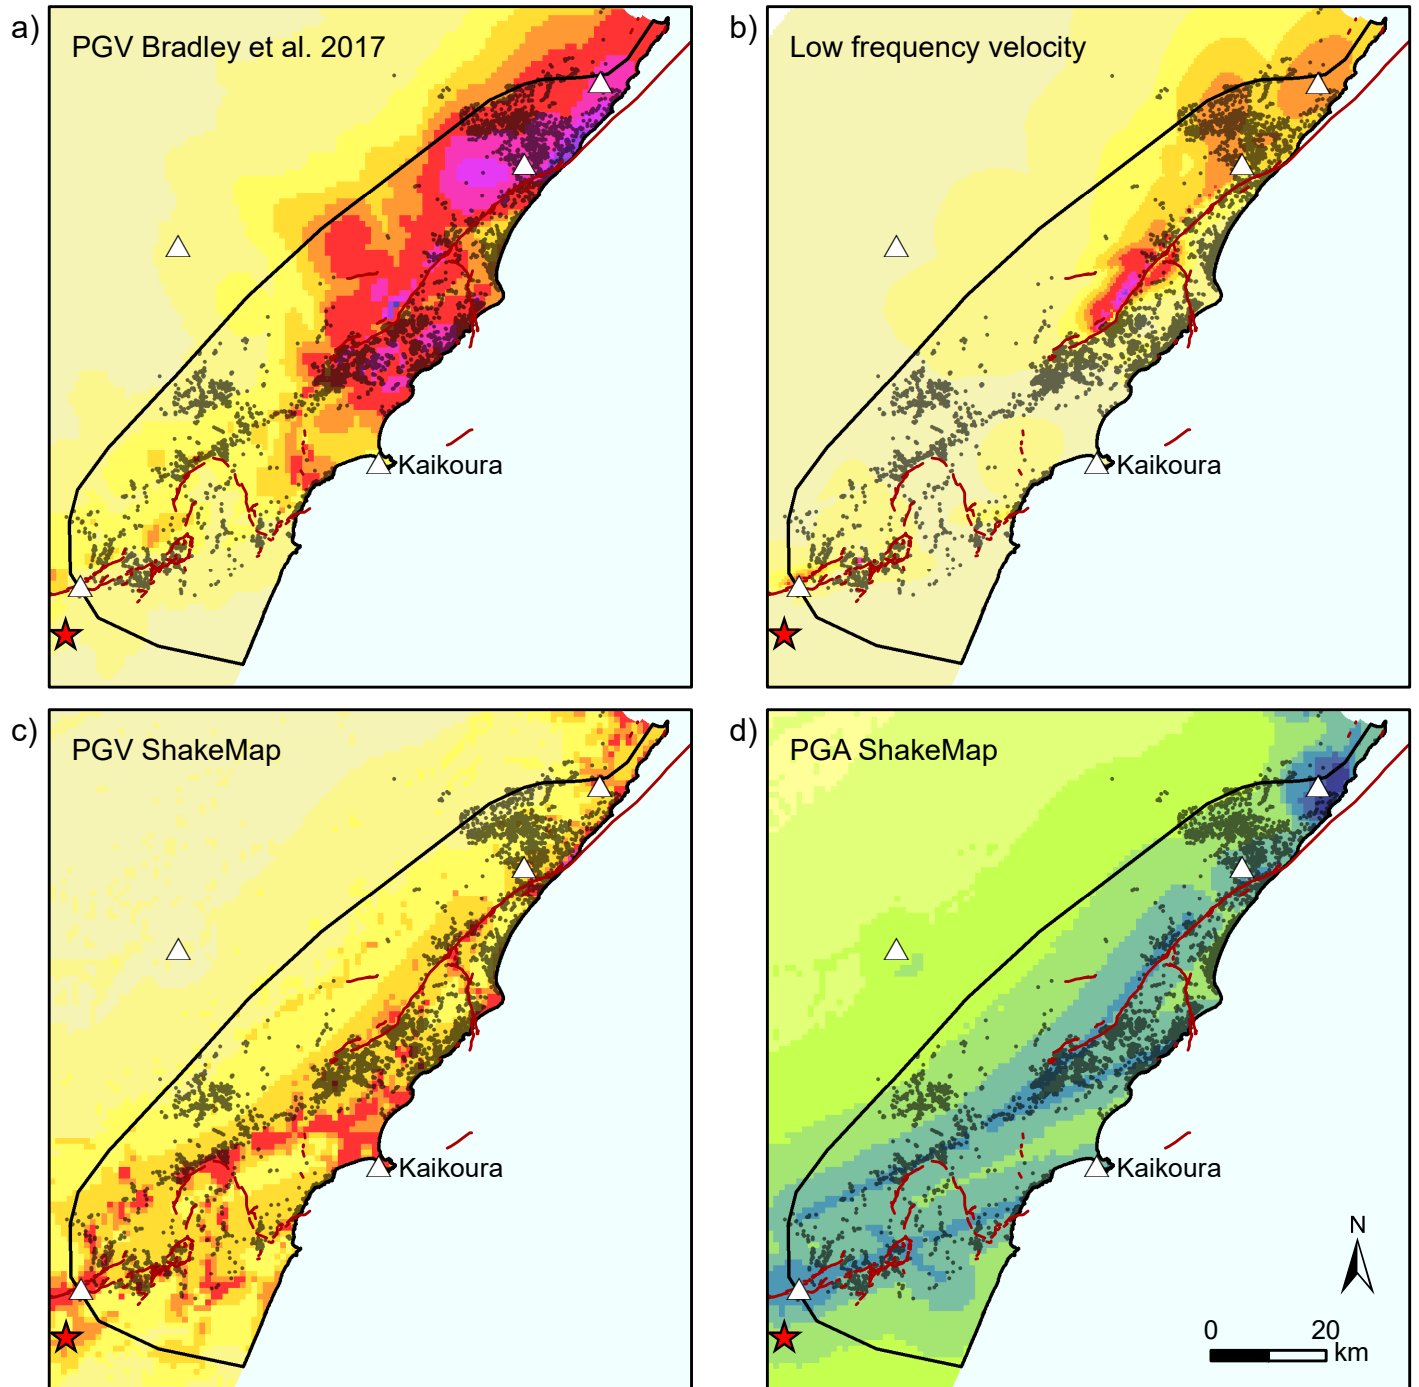 a) PGV Bradley et al. 2017
Kaikoura
b) Low frequency velocity
Kaikoura
c) PGV ShakeMap
Kaikoura
d) PGA ShakeMap
Kaikoura
N
0 20
km